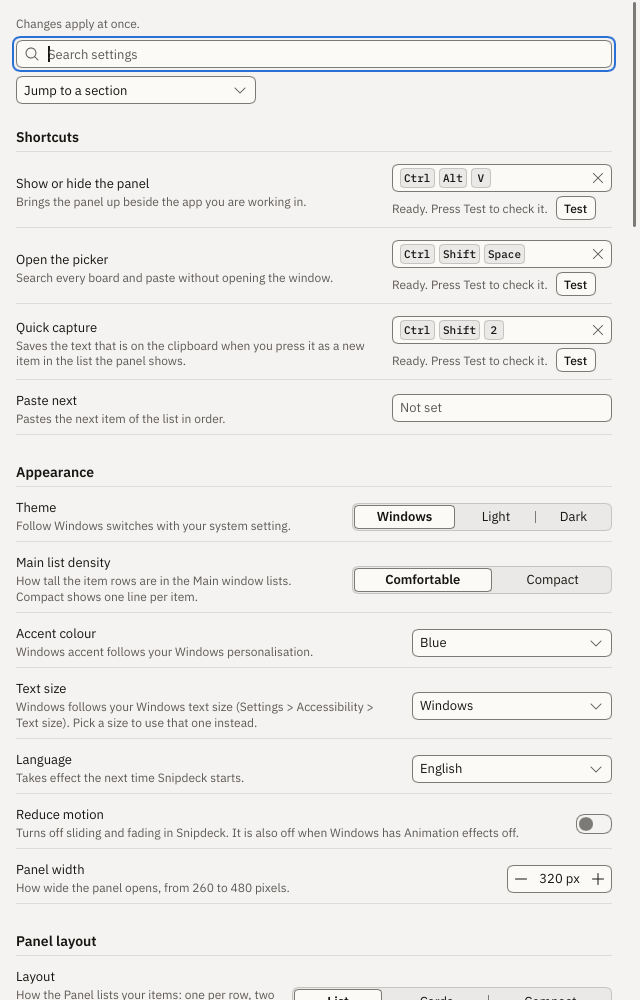 Changes apply at once.
Search settings
Jump to a section
Shortcuts
Show or hide the panel
Brings the panel up beside the app you are working in.
Ctrl Alt V
Ready. Press Test to check it. Test
Open the picker
Search every board and paste without opening the window.
Ctrl Shift Space
Ready. Press Test to check it. Test
Quick capture
Saves the text that is on the clipboard when you press it as a new
item in the list the panel shows.
Ctrl Shift 2
Ready. Press Test to check it. Test
Paste next
Pastes the next item of the list in order.
Not set
Appearance
Theme
Follow Windows switches with your system setting.
Windows Light Dark
Main list density
How tall the item rows are in the Main window lists.
Compact shows one line per item.
Comfortable Compact
Accent colour
Windows accent follows your Windows personalisation.
Blue
Text size
Windows follows your Windows text size (Settings > Accessibility >
Text size). Pick a size to use that one instead.
Windows
Language
Takes effect the next time Snipdeck starts.
English
Reduce motion
Turns off sliding and fading in Snipdeck. It is also off when Windows has Animation effects off.
Panel width
How wide the panel opens, from 260 to 480 pixels.
320 px
Panel layout
Layout
How the Panel lists your items: one per row, two
List Cards Compact